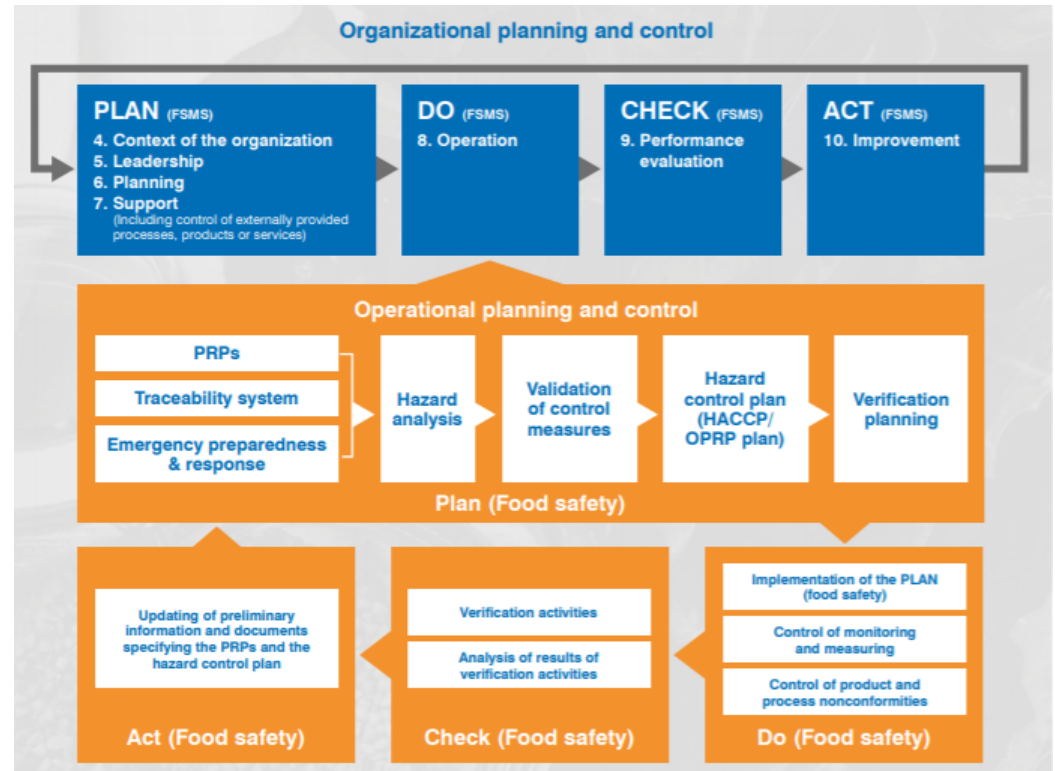 Organizational planning and control
PLAN (FSMS)
4. Context of the organization
5. Leadership
6. Planning
7. Support
(Including control of externally provided
processes, products or services)
DO (FSMS)
8. Operation
CHECK (FSMS)
9. Performance
evaluation
ACT (FSMS)
10. Improvement
Operational planning and control
PRPs
Traceability system
Emergency preparedness
& response
Hazard
analysis
Validation
of control
measures
Hazard
control plan
(HACCP/
OPRP plan)
Verification
planning
Plan (Food safety)
Updating of preliminary
information and documents
specifying the PRPs and the
hazard control plan
Act (Food safety)
Verification activities
Analysis of results of
verification activities
Check (Food safety)
Implementation of the PLAN
(food safety)
Control of monitoring
and measuring
Control of product and
process nonconformities
Do (Food safety)